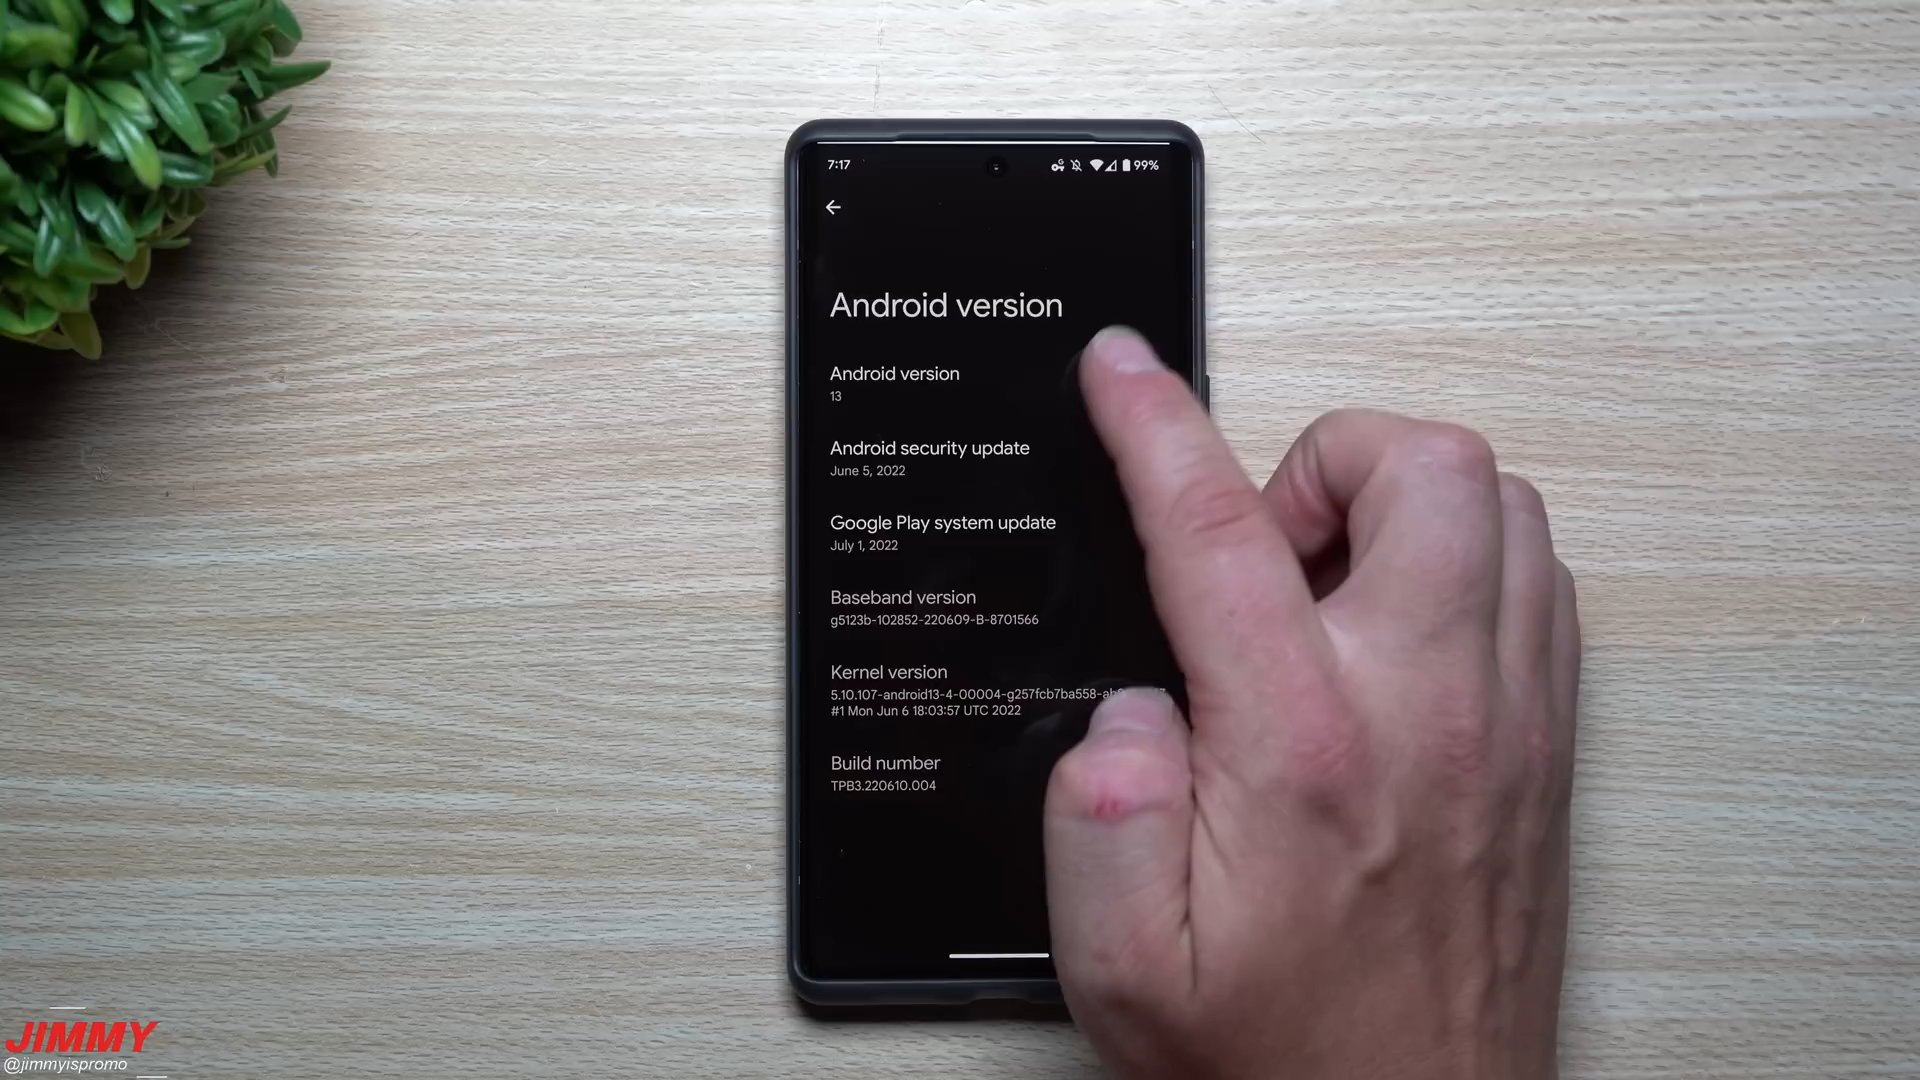 7:17
99%
Android version
Android version
13
Android security update
June 5, 2022
Google Play system update
July 1, 2022
Baseband version
g5123b-102852-220609-B-8701566
Kernel version
5.10.107-android13-4-00004-g257fcb7ba558
#1 Mon Jun 6 18:03:57 UTC 2022
Build number
TPB3.220610.004
JIMMY
@jimmyispromo